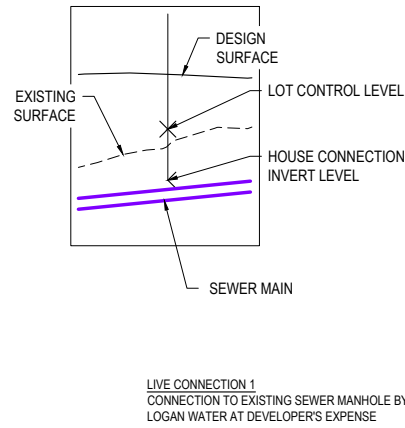 DESIGN
SURFACE
LOT CONTROL LEVEL
EXISTING
SURFACE
HOUSE CONNECTION
INVERT LEVEL
SEWER MAIN
LIVE CONNECTION 1
CONNECTION TO EXISTING SEWER MANHOLE BY
LOGAN WATER AT DEVELOPER'S EXPENSE